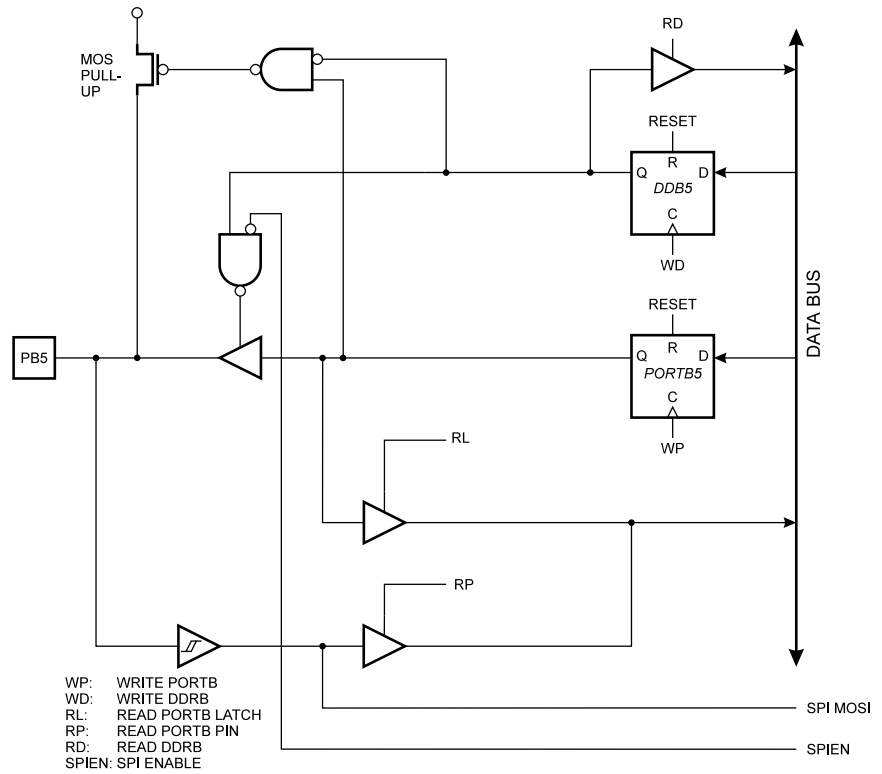 RD
MOS
PULL-
UP
RESET
R
Q
D
DDB5
C
WD
DATA BUS
RESET
PB5
R
Q
D
PORTB5
C
WP
RL
RP
WP: WRITE PORTB
WD: WRITE DDRB
RL: READ PORTB LATCH
RP: READ PORTB PIN
RD: READ DDRB
SPIEN: SPI ENABLE
SPI MOSI
SPIEN